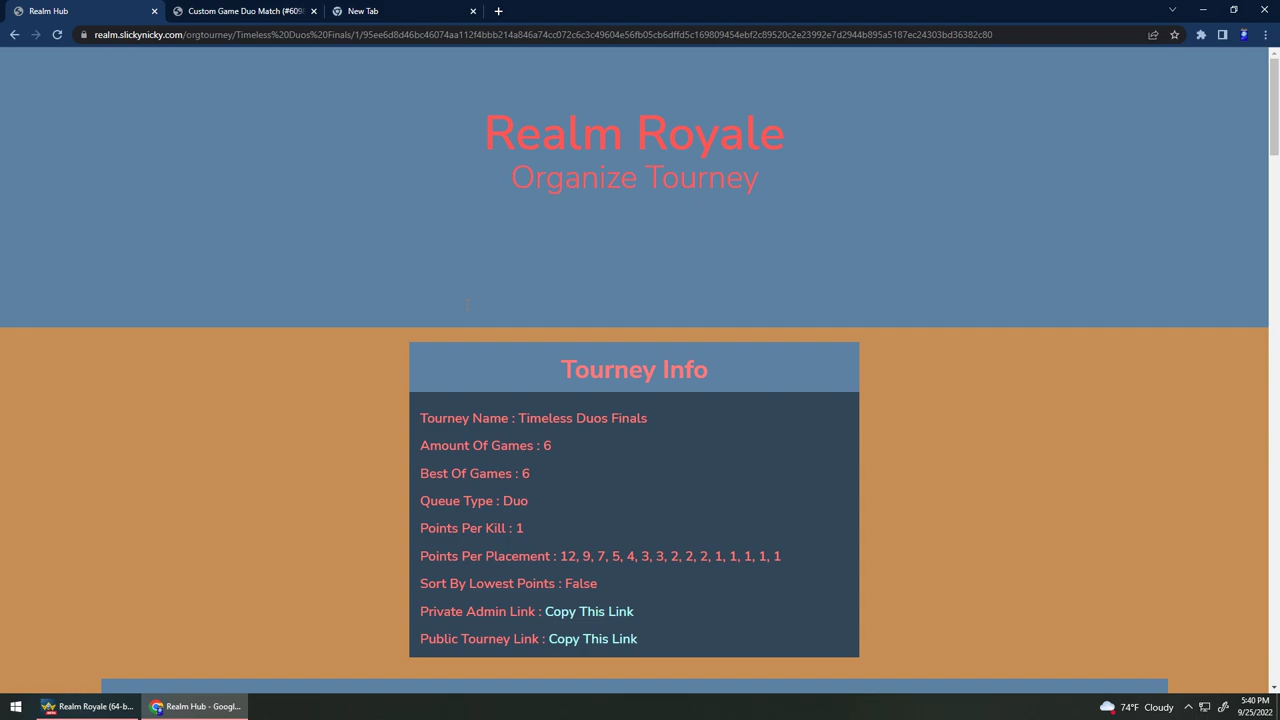 Realm Hub
Custom Game Duo Match (#609
New Tab
realm.slickynicky.com/orgtourney/Timeless%20Duos%20Finals/1/95ee6d8d46bc46074aa112f4bbb214a846a74cc072c6c3c49604e56fb05cb6dffd5c169809454ebf2c89520c2e23992e7d2944b895a5187ec24303bd36382c80
Realm Royale
Organize Tourney
Tourney Info
Tourney Name : Timeless Duos Finals
Amount Of Games : 6
Best Of Games : 6
Queue Type : Duo
Points Per Kill : 1
Points Per Placement : 12, 9, 7, 5, 4, 3, 3, 2, 2, 2, 1, 1, 1, 1, 1
Sort By Lowest Points : False
Private Admin Link : Copy This Link
Public Tourney Link : Copy This Link
Realm Royale (64-b...
Realm Hub - Googl...
74°F Cloudy
5:40 PM
9/25/2022